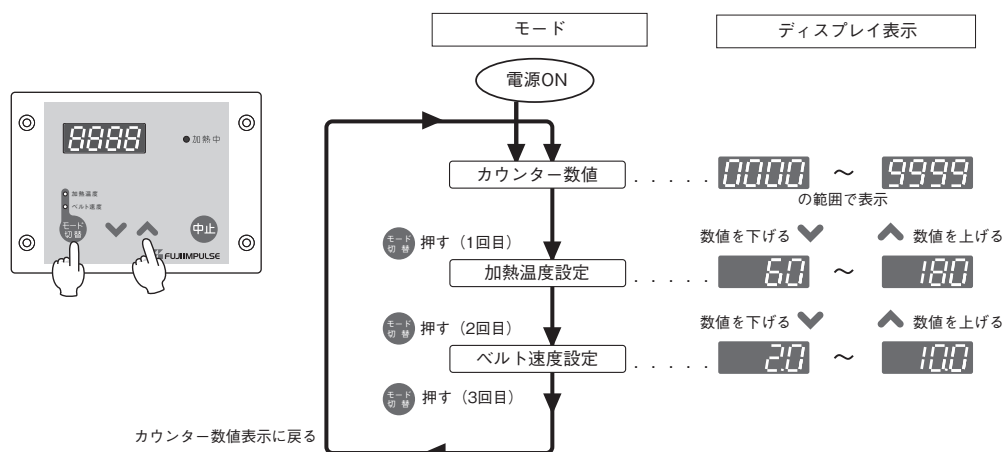 モード
ディスプレイ表示
電源ON
8888
加熱中
加熱温度
ベルト速度
モード
切替
中止
FUJIIMPULSE
カウンター数値 . . . . . 0000 ～ 9999
の範囲で表示
モード
切替
押す（1回目）
数値を下げる
数値を上げる
加熱温度設定 . . . . . 60 ～ 180
モード
切替
押す（2回目）
数値を下げる
数値を上げる
ベルト速度設定 . . . . . 2.0 ～ 10.0
モード
切替
押す（3回目）
カウンター数値表示に戻る